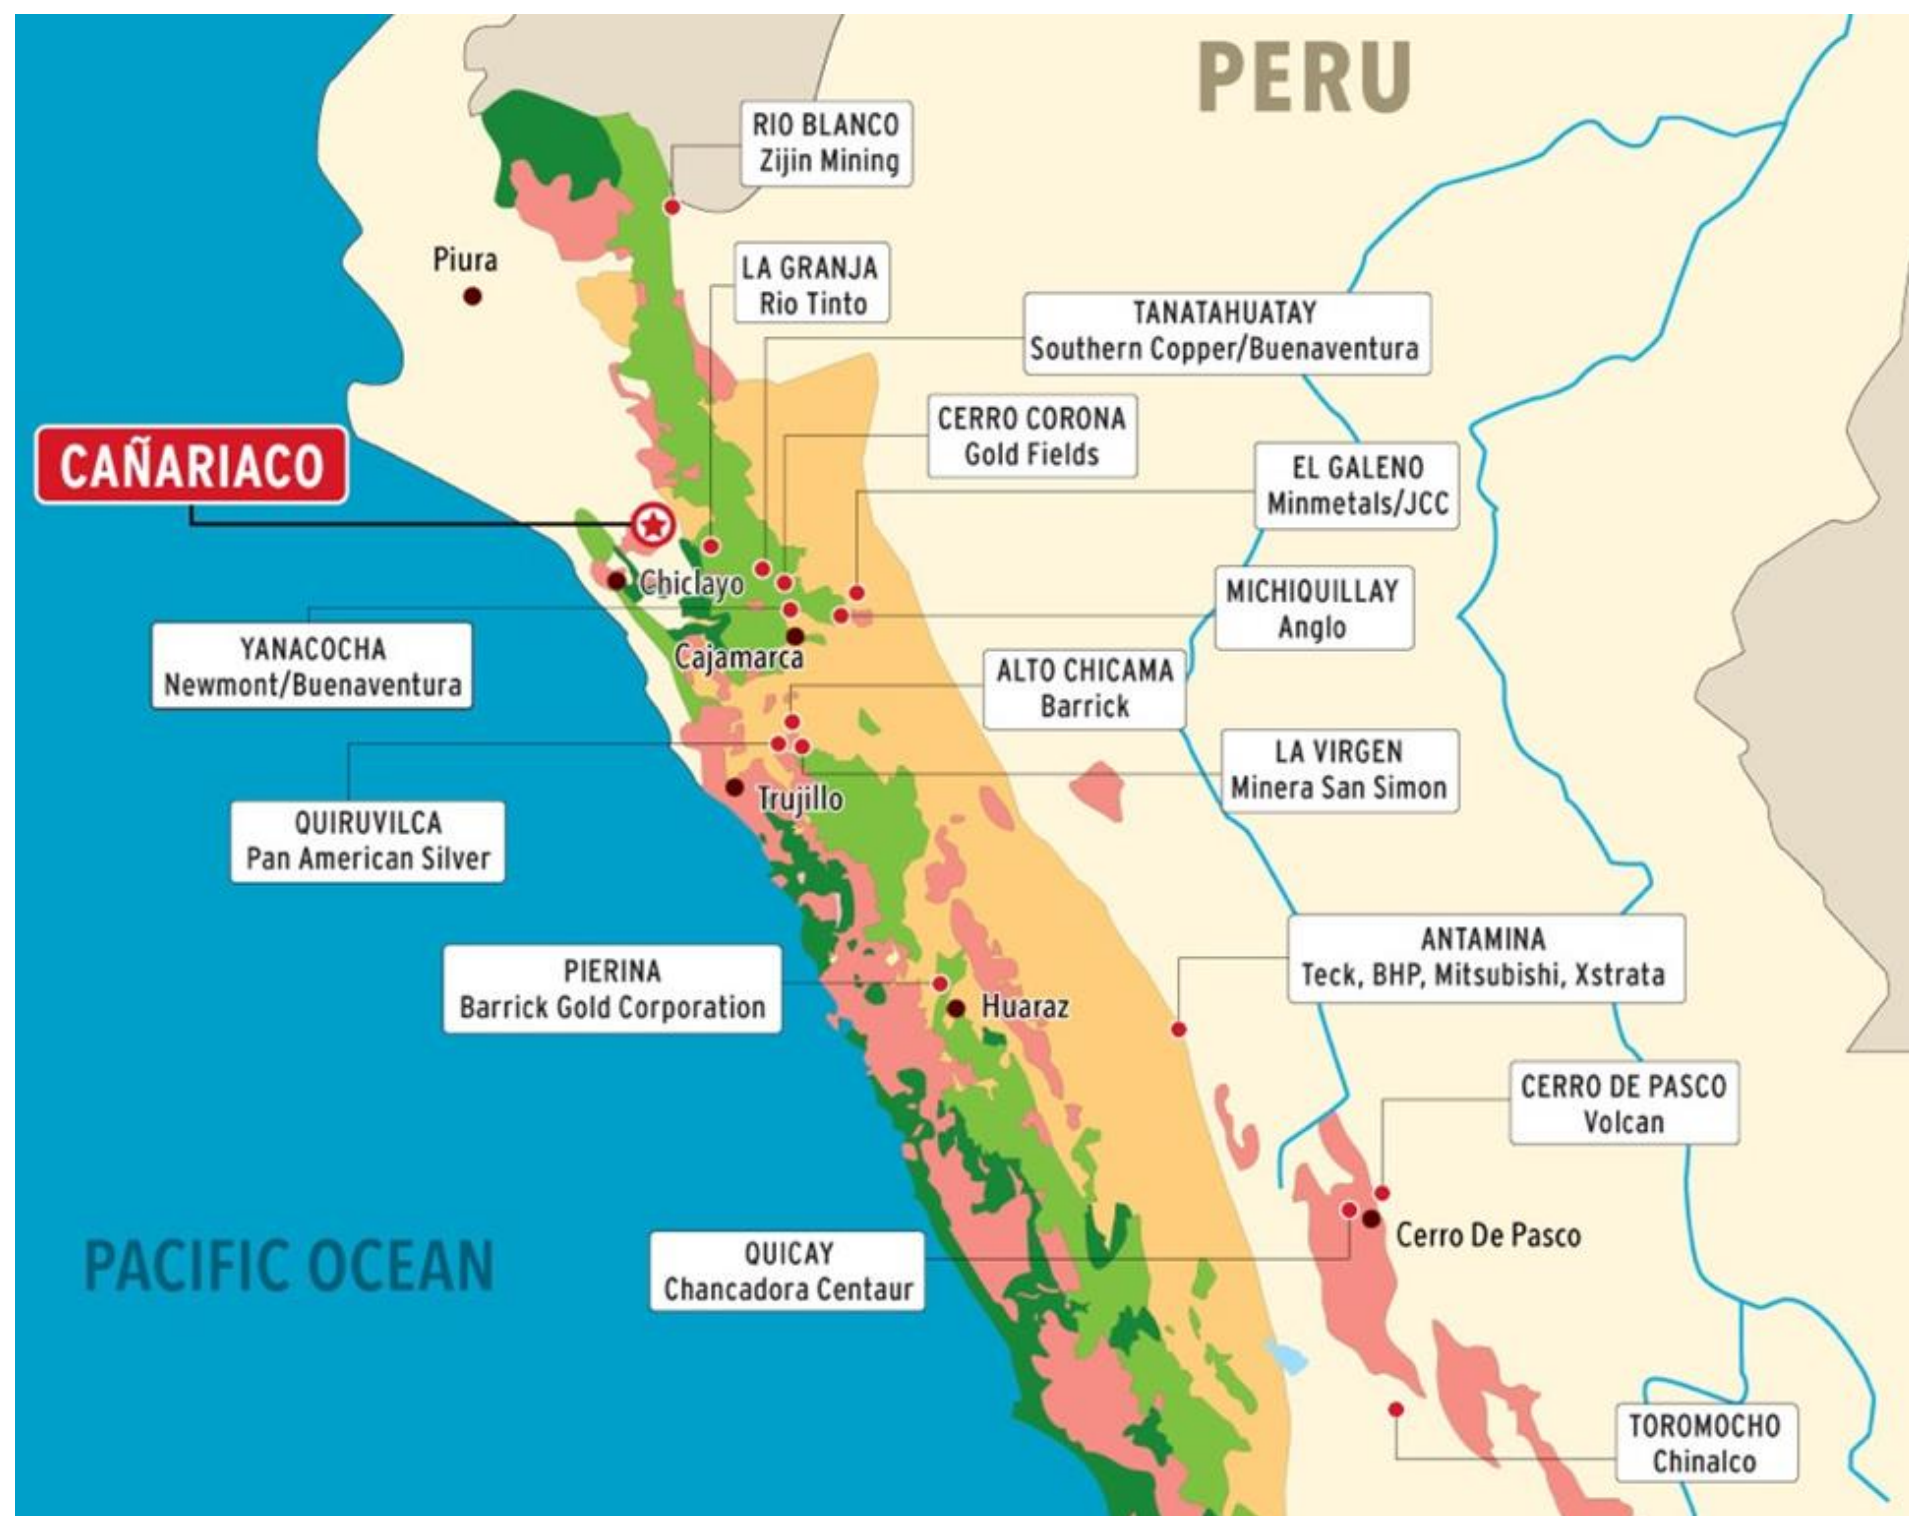 PERU
RIO BLANCO
Zijin Mining
Piura
LA GRANJA
Rio Tinto
TANATAHUATAY
Southern Copper/Buenaventura
CERRO CORONA
Gold Fields
CAÑARIACO
EL GALENO
Minmetals/JCC
Chiclayo
MICHIQUILLAY
Anglo
YANACOCHA
Newmont/Buenaventura
Cajamarca
ALTO CHICAMA
Barrick
LA VIRGEN
Minera San Simon
Trujillo
QUIRUVILCA
Pan American Silver
ANTAMINA
Teck, BHP, Mitsubishi, Xstrata
PIERINA
Barrick Gold Corporation
Huaraz
CERRO DE PASCO
Volcan
Cerro De Pasco
PACIFIC OCEAN
QUICAY
Chancadora Centaur
TOROMOCHO
Chinalco